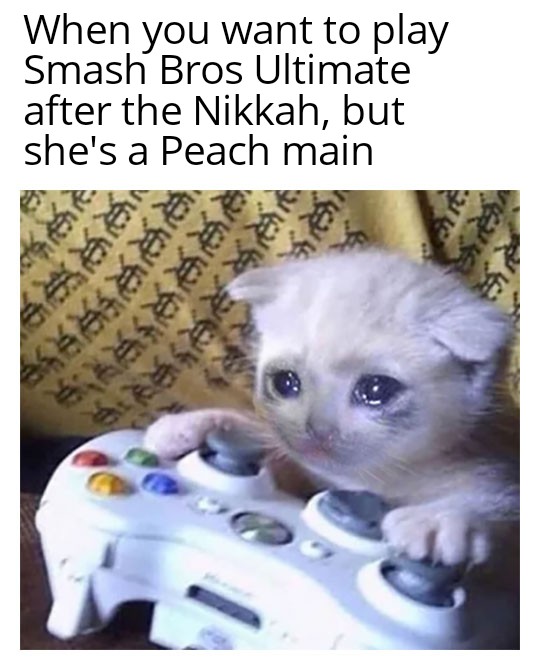 When you want to play
Smash Bros Ultimate
after the Nikkah, but
she's a Peach main